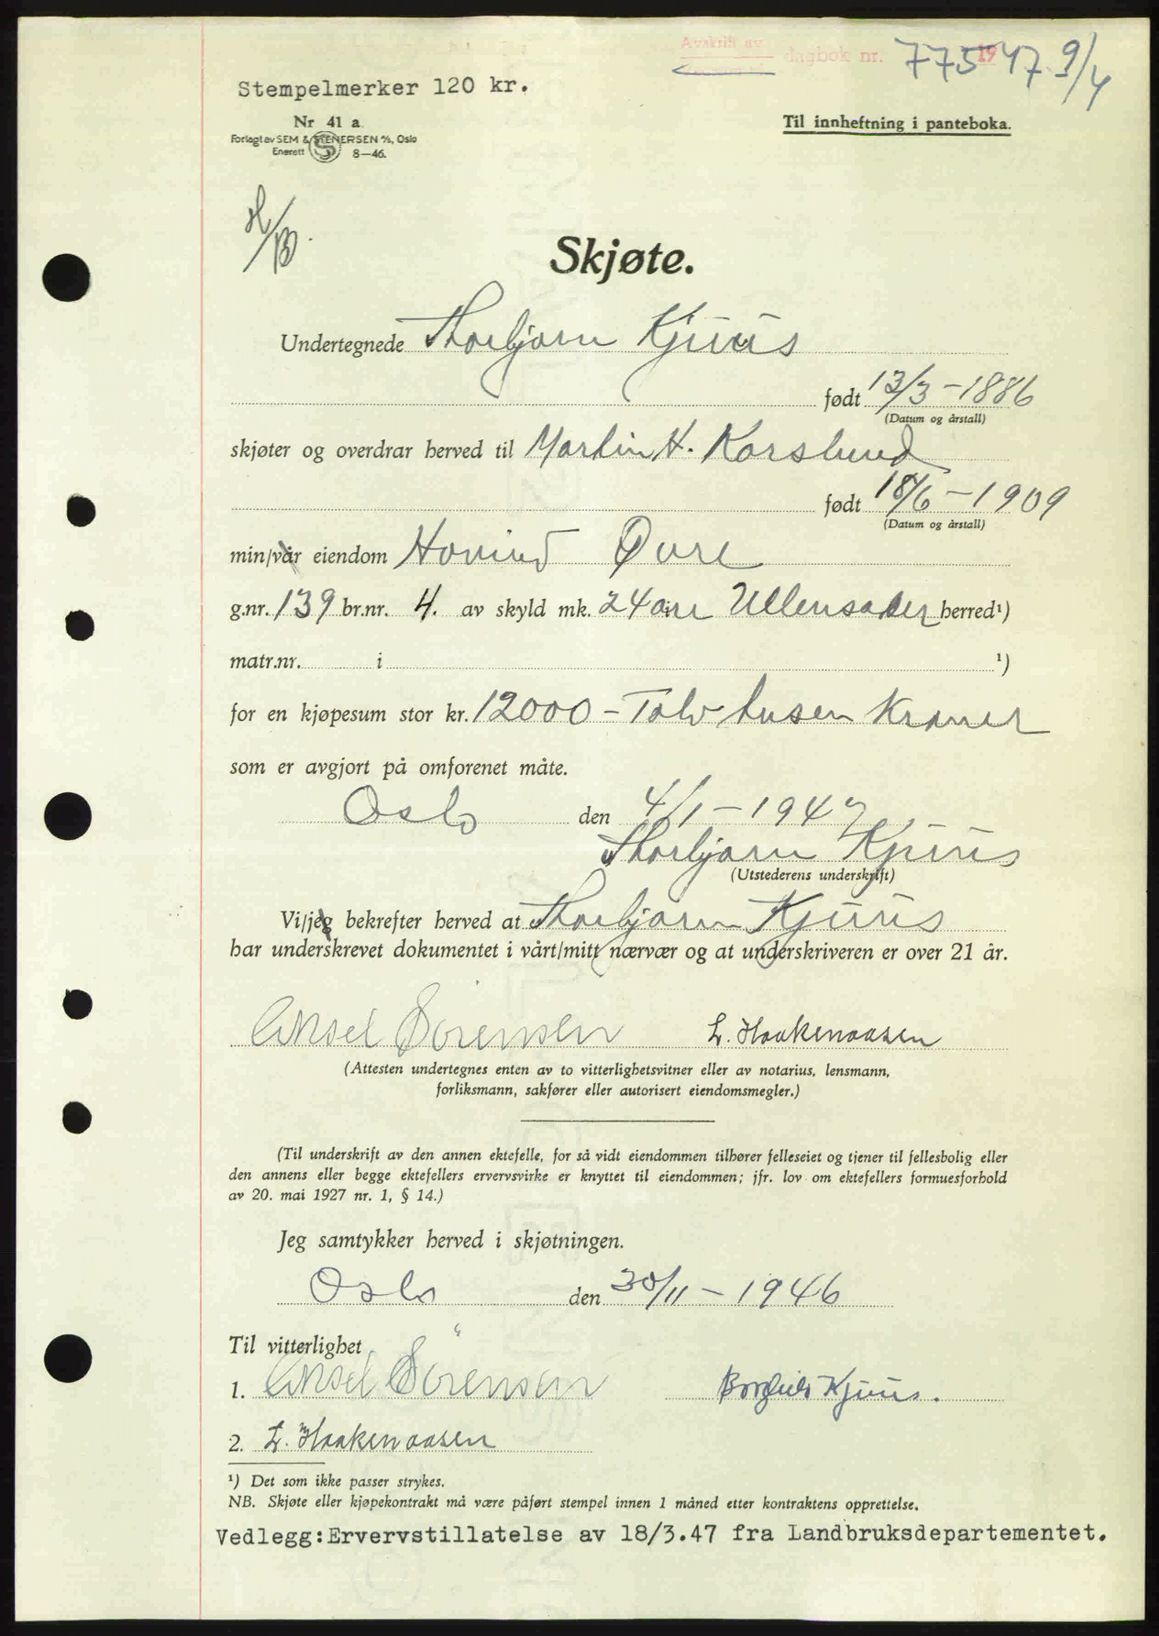 Avskrift av
dagbok nr. 775 1947 9/4
Stempelmerker 120 kr.
Nr 41 a
Til innheftning i panteboka.
Forlagt av SEM & STENERSEN A/S, Oslo
Enerett 8—46.
H/B.
Skjøte.
Undertegnede Thorbjørn Kjuus
født 13/3 - 1886
(Datum og årstall)
skjøter og overdrar herved til Martin H. Korslund
født 18/6 - 1909
(Datum og årstall)
min/vår eiendom Hovind Øvre
g.nr. 139 br.nr. 4. av skyld mk. 24 øre Ullensaker herred¹)
matr.nr. i ¹)
for en kjøpesum stor kr. 12000 - Tolv tusen Kroner
som er avgjort på omforenet måte.
Oslo den 4/1 - 1947
Thorbjørn Kjuus
(Utstederens underskrift)
Vi/jeg bekrefter herved at Thorbjørn Kjuus
har underskrevet dokumentet i vårt/mitt nærvær og at underskriveren er over 21 år.
Aksel Sörensen L. Haakenaasen
(Attesten undertegnes enten av to vitterlighetsvitner eller av notarius, lensmann,
forliksmann, sakfører eller autorisert eiendomsmegler.)
(Til underskrift av den annen ektefelle, for så vidt eiendommen tilhører felleseiet og tjener til fellesbolig eller
den annens eller begge ektefellers ervervsvirke er knyttet til eiendommen; jfr. lov om ektefellers formuesforhold
av 20. mai 1927 nr. 1, § 14.)
Jeg samtykker herved i skjøtningen.
Oslo den 30/11 - 1946
Til vitterlighet
1. Aksel Sörensen Borghild Kjuus.
2. L. Haakenaasen
¹) Det som ikke passer strykes.
NB. Skjøte eller kjøpekontrakt må være påført stempel innen 1 måned etter kontraktens opprettelse.
Vedlegg:Ervervstillatelse av 18/3.47 fra Landbruksdepartementet.